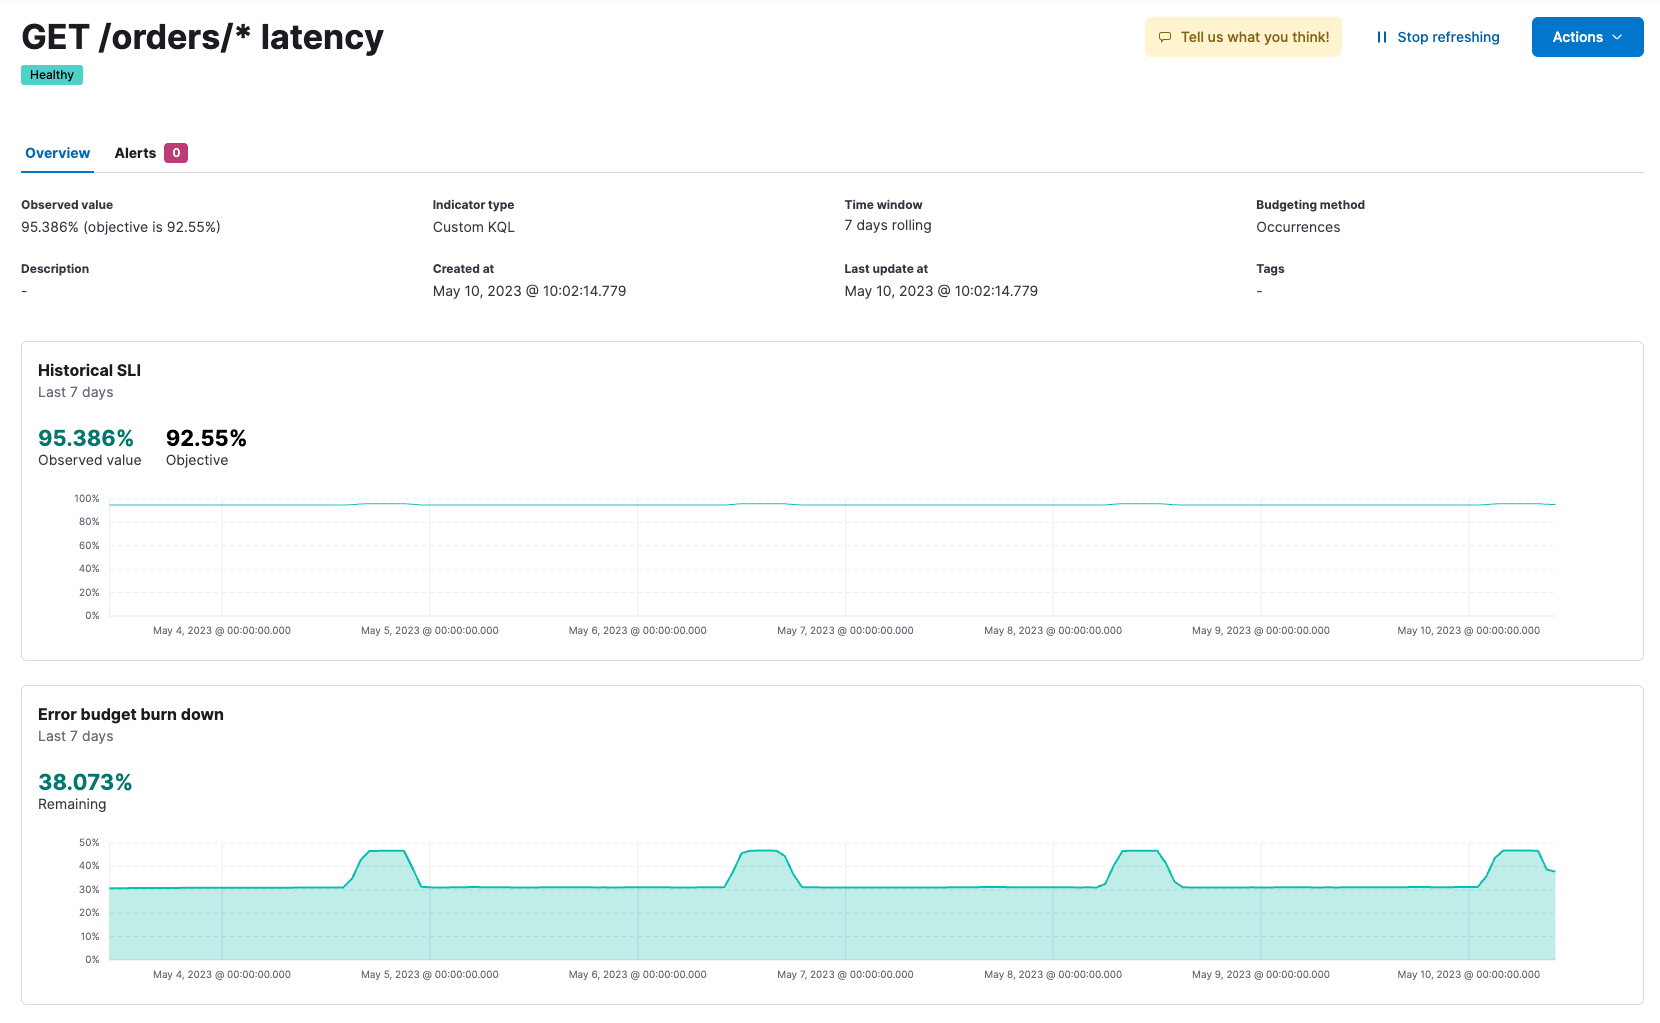 GET /orders/* latency
Tell us what you think!
Stop refreshing
Actions
Healthy
Overview
Alerts
0
Observed value
95.386% (objective is 92.55%)
Indicator type
Custom KQL
Time window
7 days rolling
Budgeting method
Occurrences
Description
-
Created at
May 10, 2023 @ 10:02:14.779
Last update at
May 10, 2023 @ 10:02:14.779
Tags
-
Historical SLI
Last 7 days
95.386%
Observed value
92.55%
Objective
100%
80%
60%
40%
20%
0%
May 4, 2023 @ 00:00:00.000
May 5, 2023 @ 00:00:00.000
May 6, 2023 @ 00:00:00.000
May 7, 2023 @ 00:00:00.000
May 8, 2023 @ 00:00:00.000
May 9, 2023 @ 00:00:00.000
May 10, 2023 @ 00:00:00.000
Error budget burn down
Last 7 days
38.073%
Remaining
50%
40%
30%
20%
10%
0%
May 4, 2023 @ 00:00:00.000
May 5, 2023 @ 00:00:00.000
May 6, 2023 @ 00:00:00.000
May 7, 2023 @ 00:00:00.000
May 8, 2023 @ 00:00:00.000
May 9, 2023 @ 00:00:00.000
May 10, 2023 @ 00:00:00.000